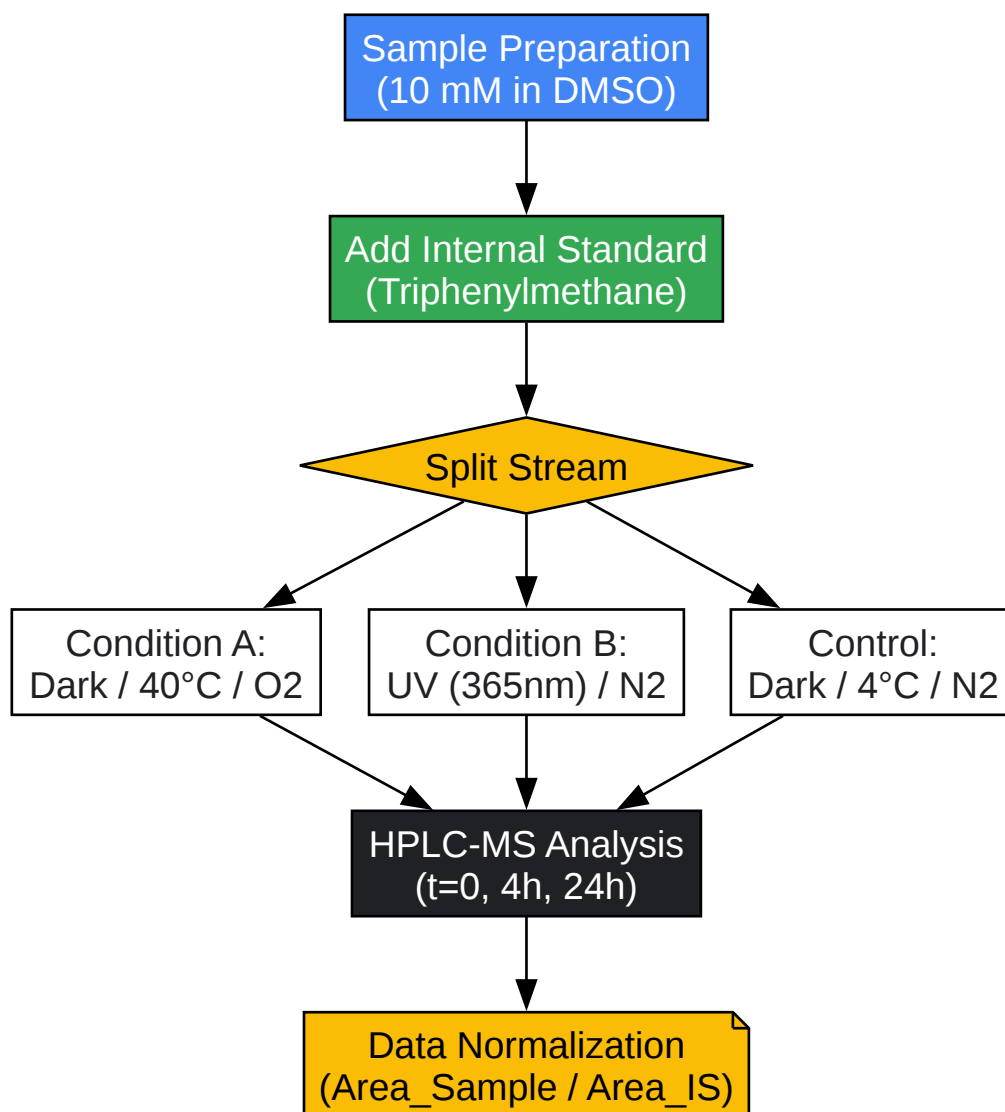 Sample Preparation
(10 mM in DMSO)
Add Internal Standard
(Triphenylmethane)
Split Stream
Condition A:
Dark / 40°C / O2
Condition B:
UV (365nm) / N2
Control:
Dark / 4°C / N2
HPLC-MS Analysis
(t=0, 4h, 24h)
Data Normalization
(Area_Sample / Area_IS)